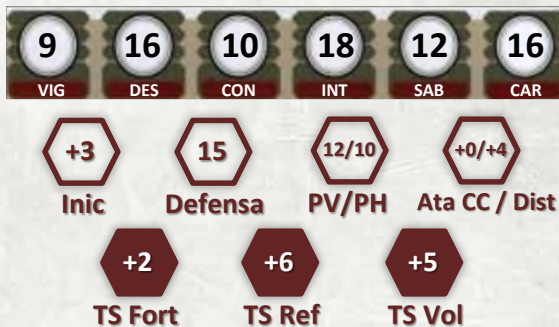 9 16 10 18 12 16
VIG DES CON INT SAB CAR
+3 15 12/10 +0/+4
Inic Defensa PV/PH Ata CC / Dist
+2 +6 +5
TS Fort TS Ref TS Vol